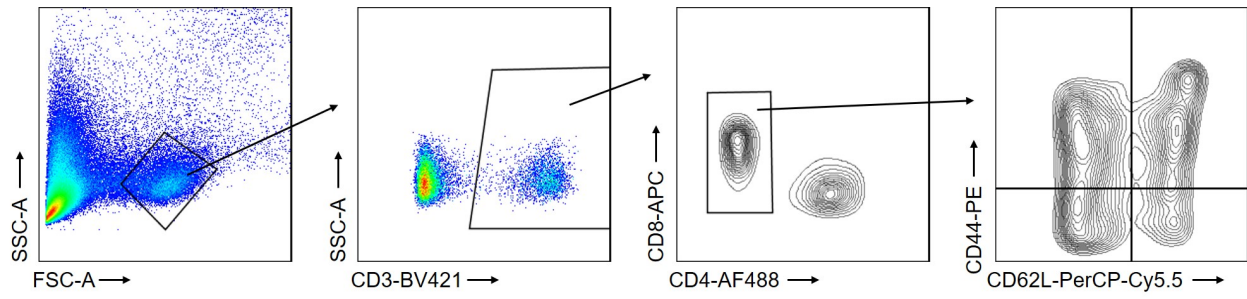 SSC-A
FSC-A
SSC-A
CD3-BV421
CD8-APC
CD4-AF488
CD44-PE
CD62L-PerCP-Cy5.5